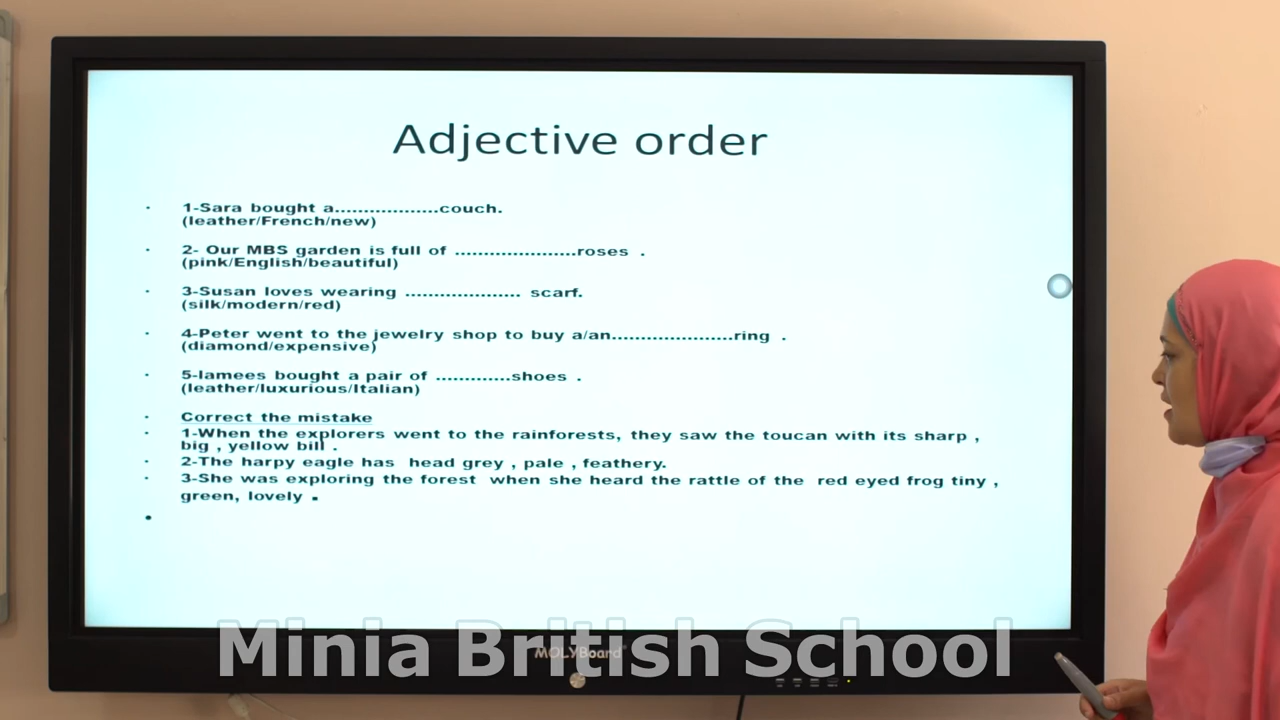 Adjective order
· 1-Sara bought a..................couch.
(leather/French/new)
· 2- Our MBS garden is full of .....................roses .
(pink/English/beautiful)
· 3-Susan loves wearing .................... scarf.
(silk/modern/red)
· 4-Peter went to the jewelry shop to buy a/an.....................ring .
(diamond/expensive)
· 5-lamees bought a pair of .............shoes .
(leather/luxurious/Italian)
· Correct the mistake
· 1-When the explorers went to the rainforests, they saw the toucan with its sharp ,
big , yellow bill .
· 2-The harpy eagle has head grey , pale , feathery.
· 3-She was exploring the forest when she heard the rattle of the red eyed frog tiny ,
green, lovely .
•
Minia British School
MOLYBoard